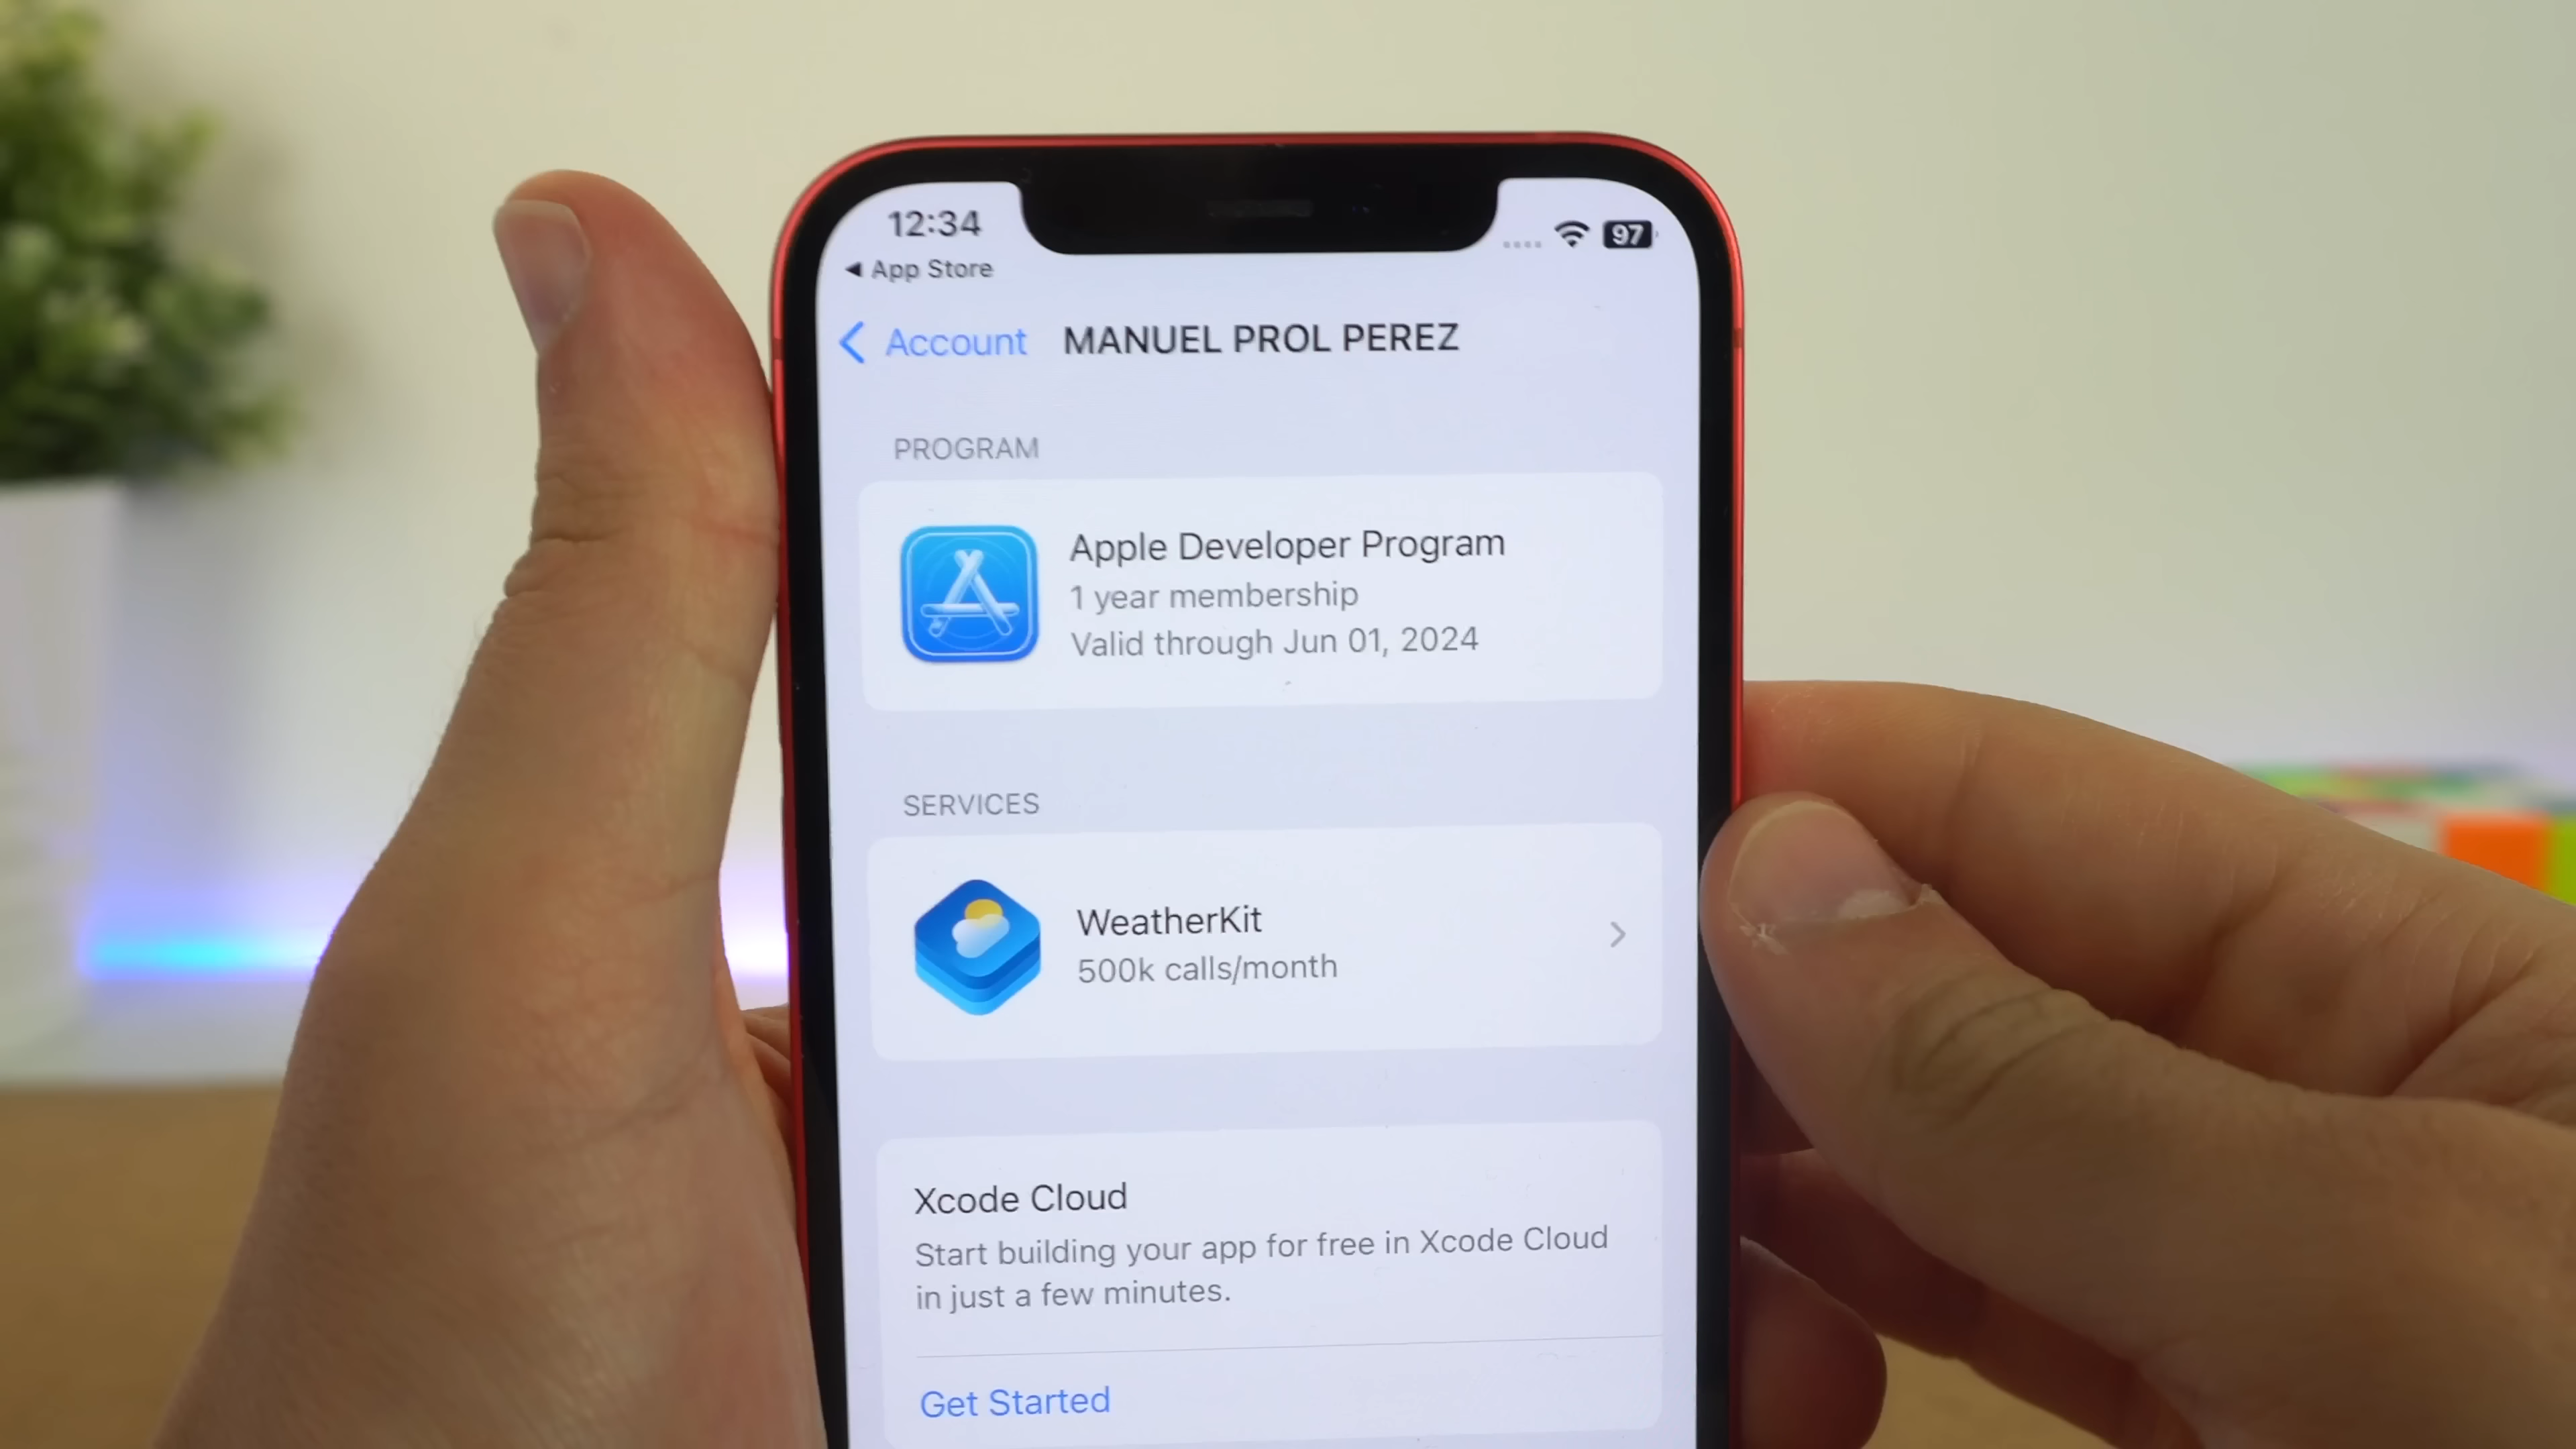 12:34
97
◀ App Store
Account MANUEL PROL PEREZ
PROGRAM
Apple Developer Program
1 year membership
Valid through Jun 01, 2024
SERVICES
WeatherKit
500k calls/month
Xcode Cloud
Start building your app for free in Xcode Cloud
in just a few minutes.
Get Started